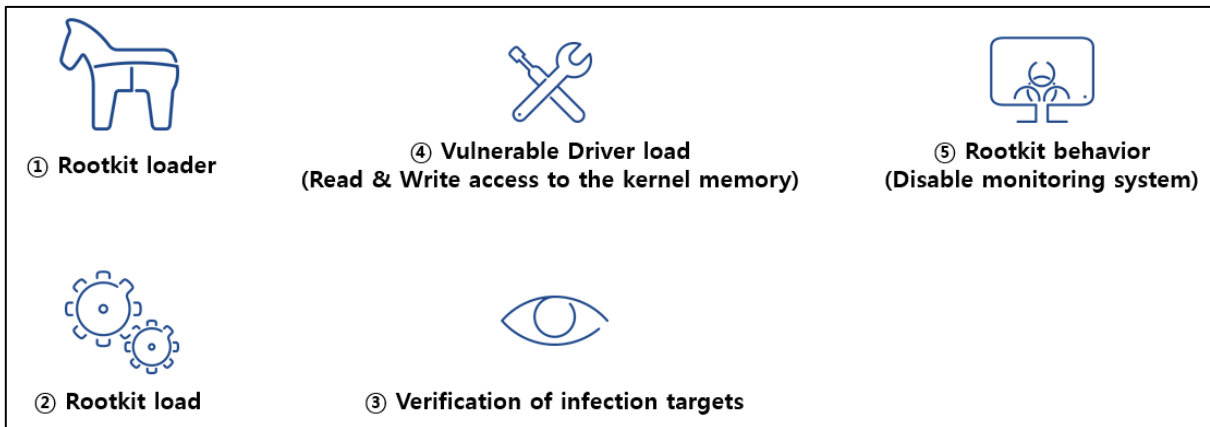 ① Rootkit loader
④ Vulnerable Driver load
(Read & Write access to the kernel memory)
⑤ Rootkit behavior
(Disable monitoring system)
② Rootkit load
③ Verification of infection targets